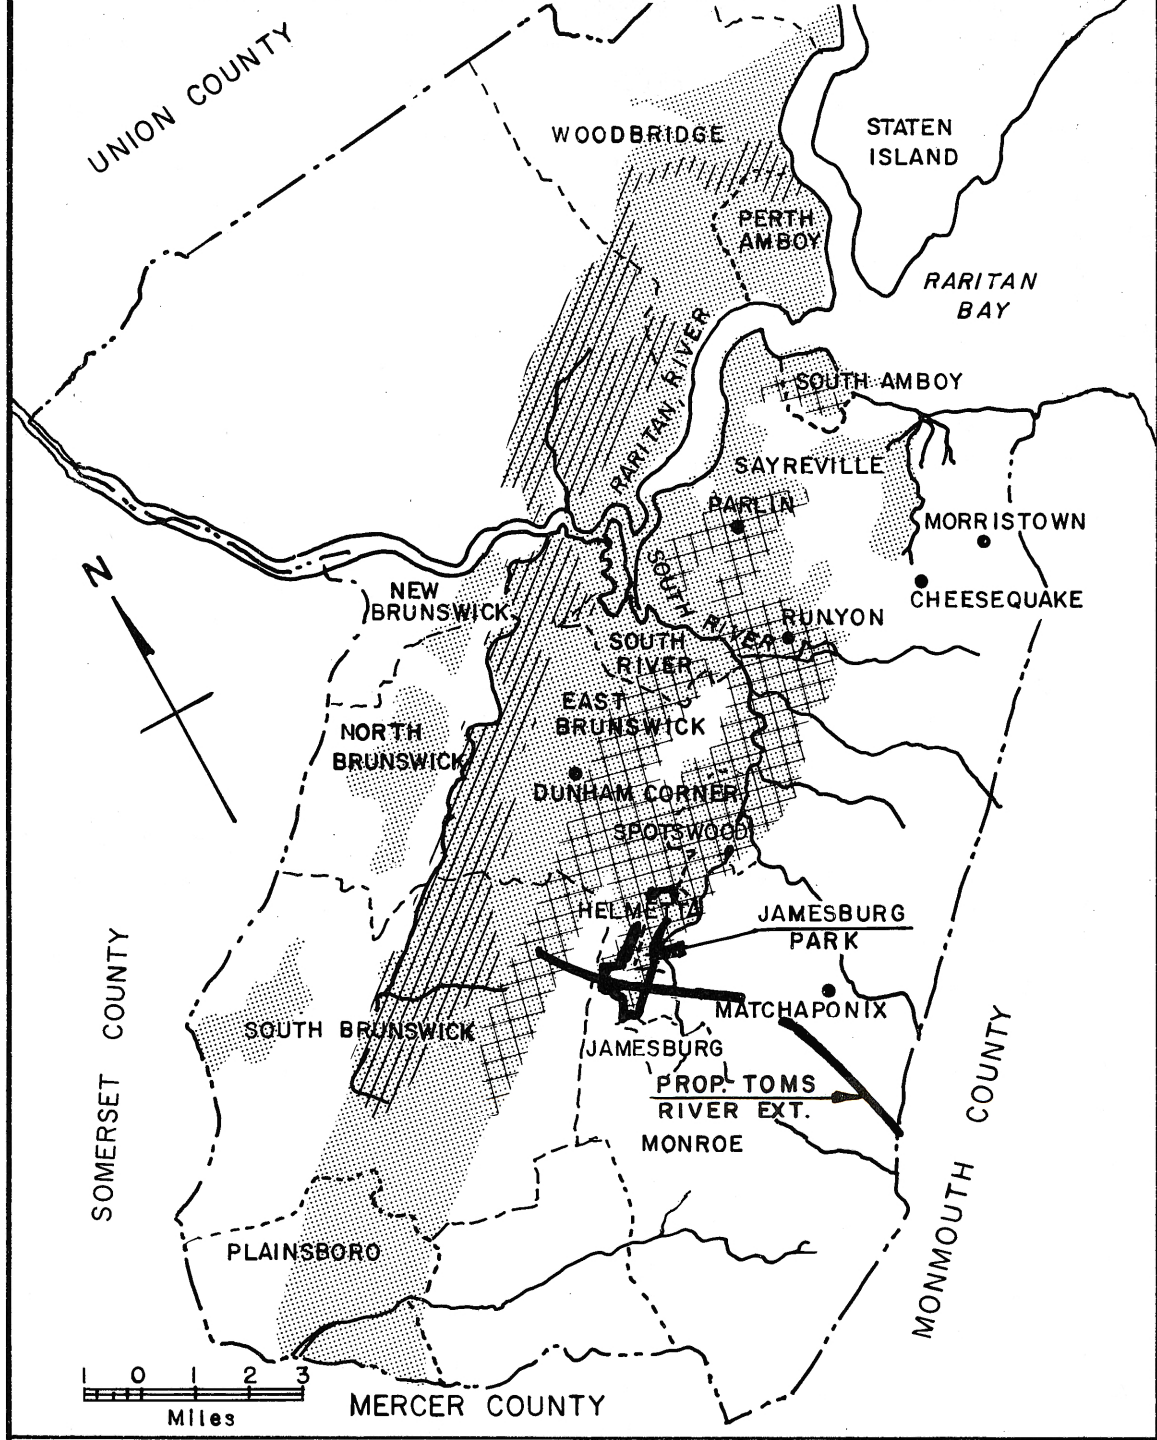 UNION COUNTY
WOODBRIDGE
STATEN
ISLAND
PERTH
AMBOY
RARITAN
BAY
RARITAN RIVER
SOUTH AMBOY
SAYREVILLE
PARLIN
MORRISTOWN
N
NEW
BRUNSWICK
SOUTH RIVER
CHEESEQUAKE
RUNYON
SOUTH
RIVER
EAST
BRUNSWICK
NORTH
BRUNSWICK
DUNHAM CORNER
SPOTSWOOD
HELMETTA
JAMESBURG
PARK
SOMERSET COUNTY
MATCHAPONIX
SOUTH BRUNSWICK
JAMESBURG
PROP. TOMS
RIVER EXT.
MONROE
MONMOUTH COUNTY
PLAINSBORO
1 0 1 2 3
Miles
MERCER COUNTY